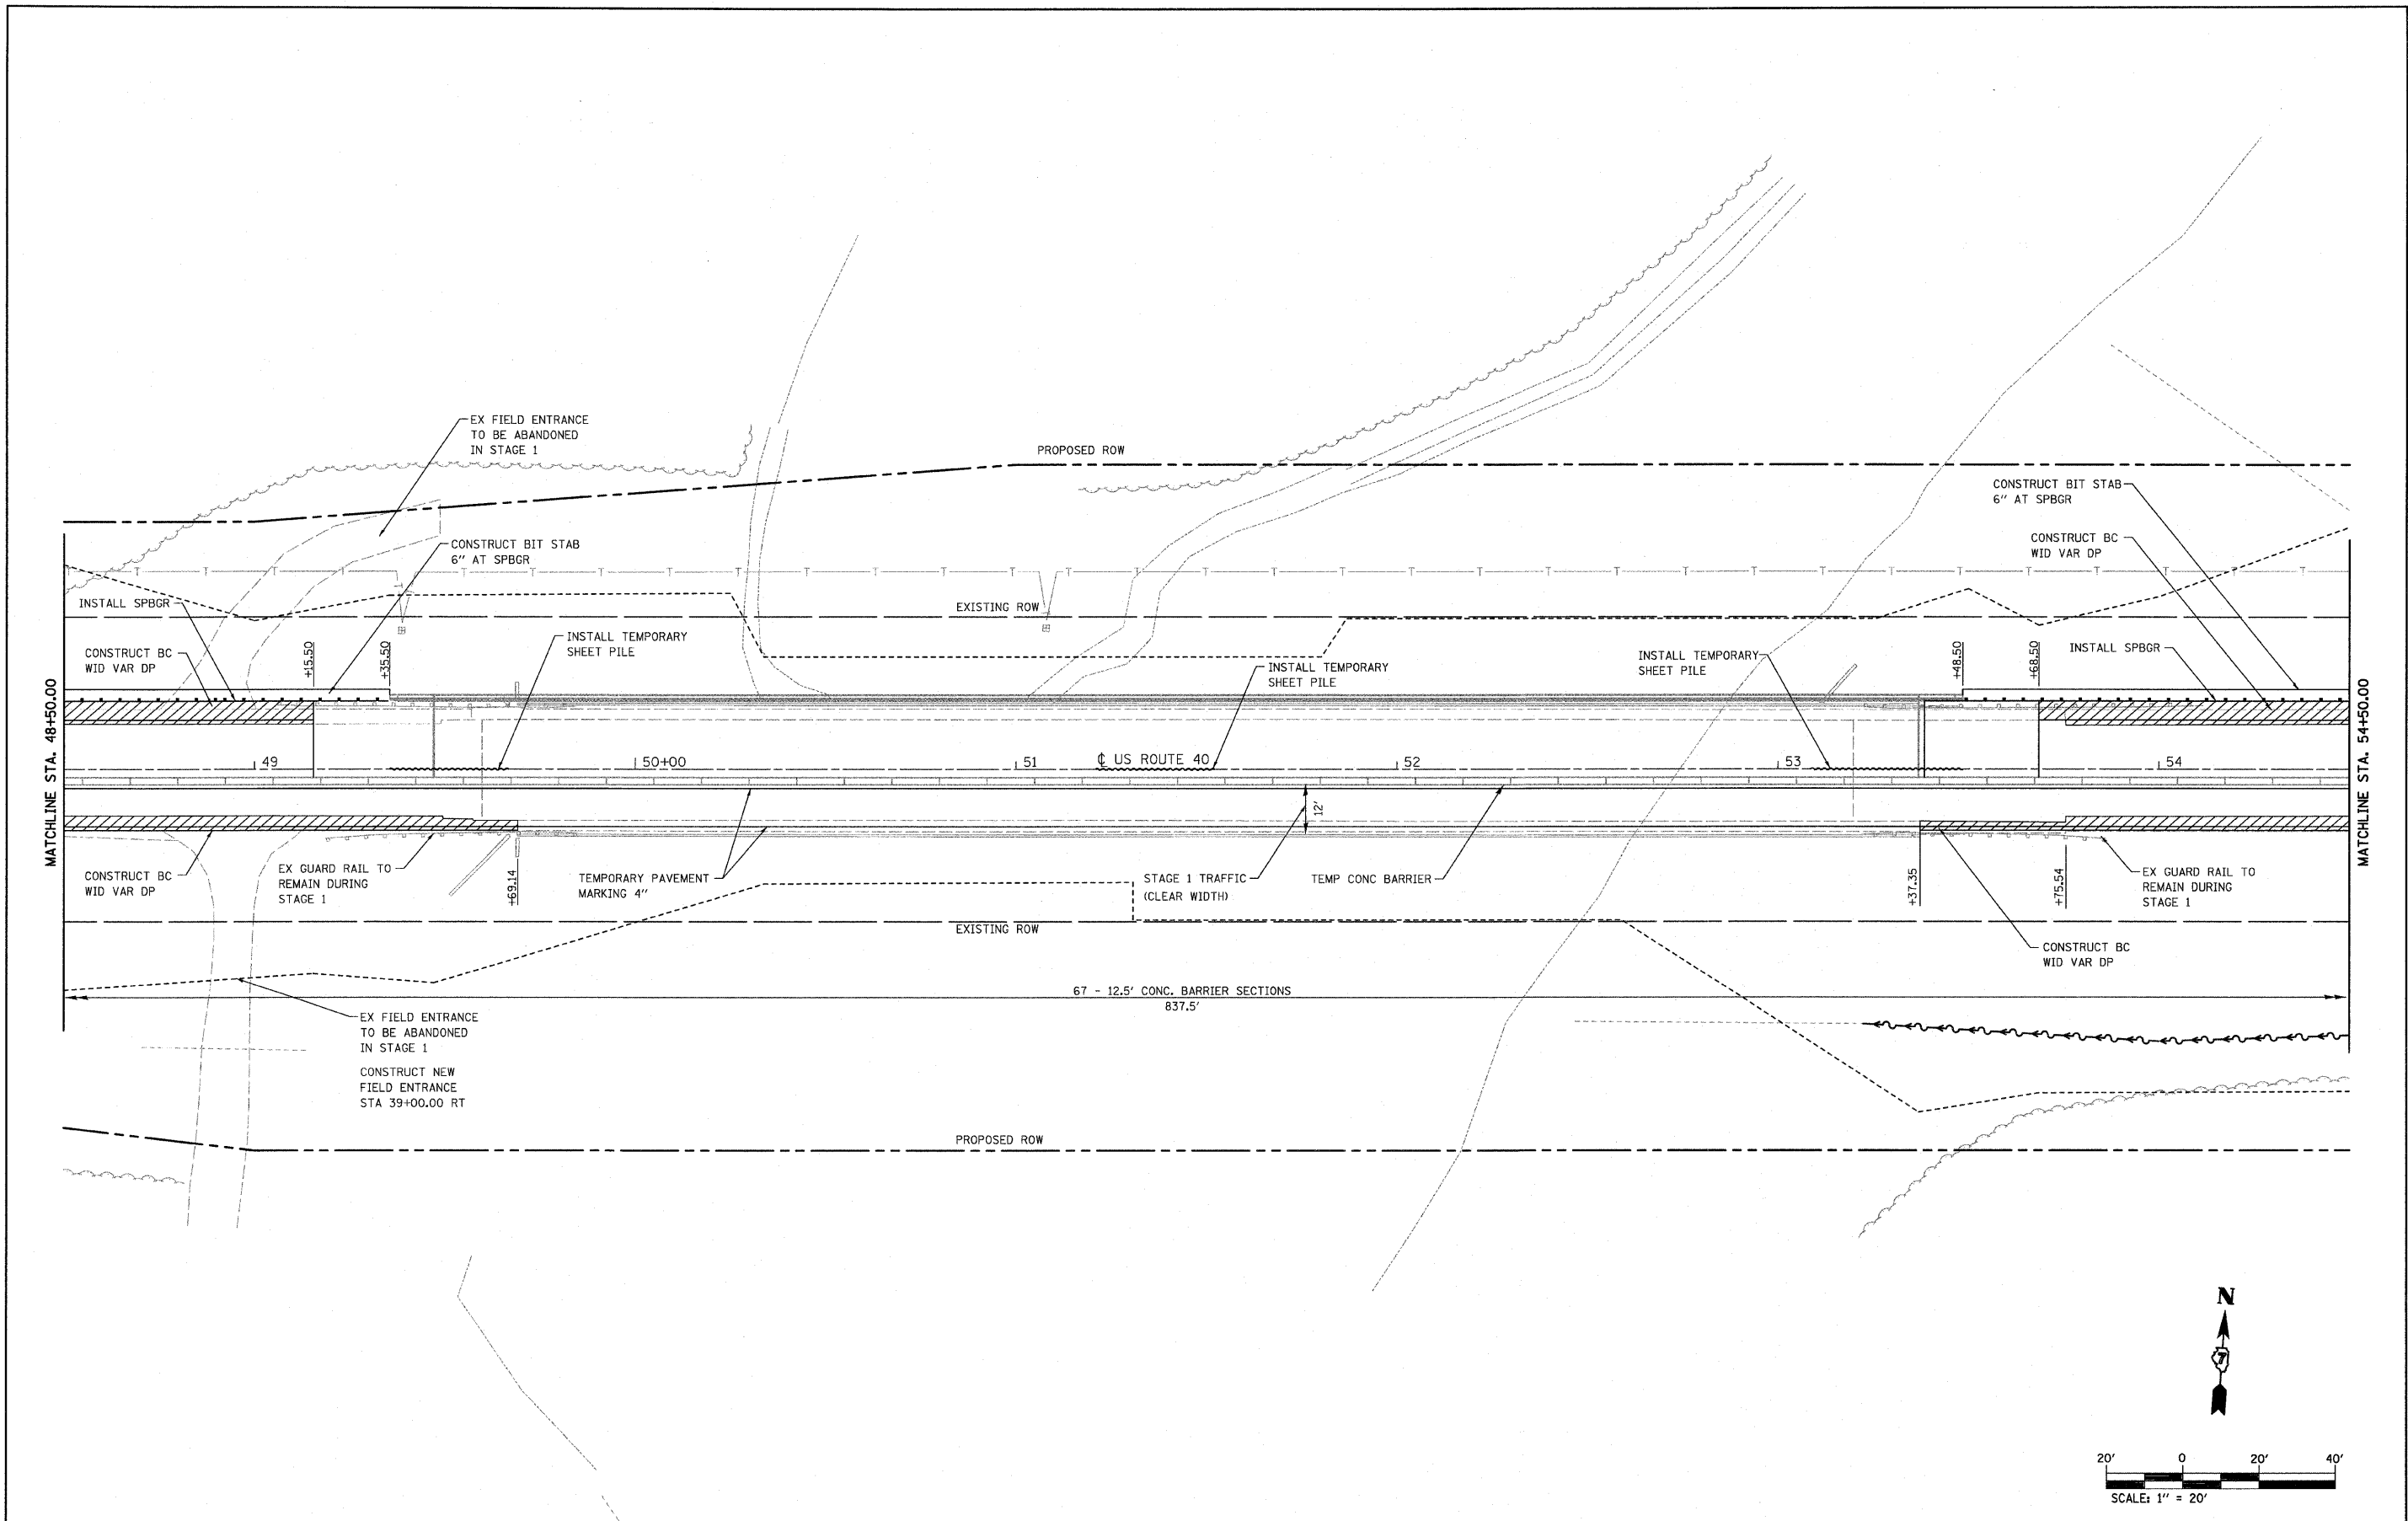 EX FIELD ENTRANCE
TO BE ABANDONED
IN STAGE 1
PROPOSED ROW
CONSTRUCT BIT STAB
6" AT SPBGR
CONSTRUCT BIT STAB
6" AT SPBGR
CONSTRUCT BC
WID VAR DP
INSTALL SPBGR
EXISTING ROW
CONSTRUCT BC
WID VAR DP
+15.50
+35.50
INSTALL TEMPORARY
SHEET PILE
INSTALL TEMPORARY
SHEET PILE
INSTALL TEMPORARY
SHEET PILE
+48.50
+68.50
INSTALL SPBGR
MATCHLINE STA. 48+50.00
MATCHLINE STA. 54+50.00
49
50+00
51
℄ US ROUTE 40
52
53
54
12'
CONSTRUCT BC
WID VAR DP
EX GUARD RAIL TO
REMAIN DURING
STAGE 1
+69.14
TEMPORARY PAVEMENT
MARKING 4"
STAGE 1 TRAFFIC
(CLEAR WIDTH)
TEMP CONC BARRIER
+37.35
+75.54
EX GUARD RAIL TO
REMAIN DURING
STAGE 1
EXISTING ROW
CONSTRUCT BC
WID VAR DP
67 - 12.5' CONC. BARRIER SECTIONS
837.5'
EX FIELD ENTRANCE
TO BE ABANDONED
IN STAGE 1
CONSTRUCT NEW
FIELD ENTRANCE
STA 39+00.00 RT
PROPOSED ROW
N
7
20' 0 20' 40'
SCALE: 1" = 20'